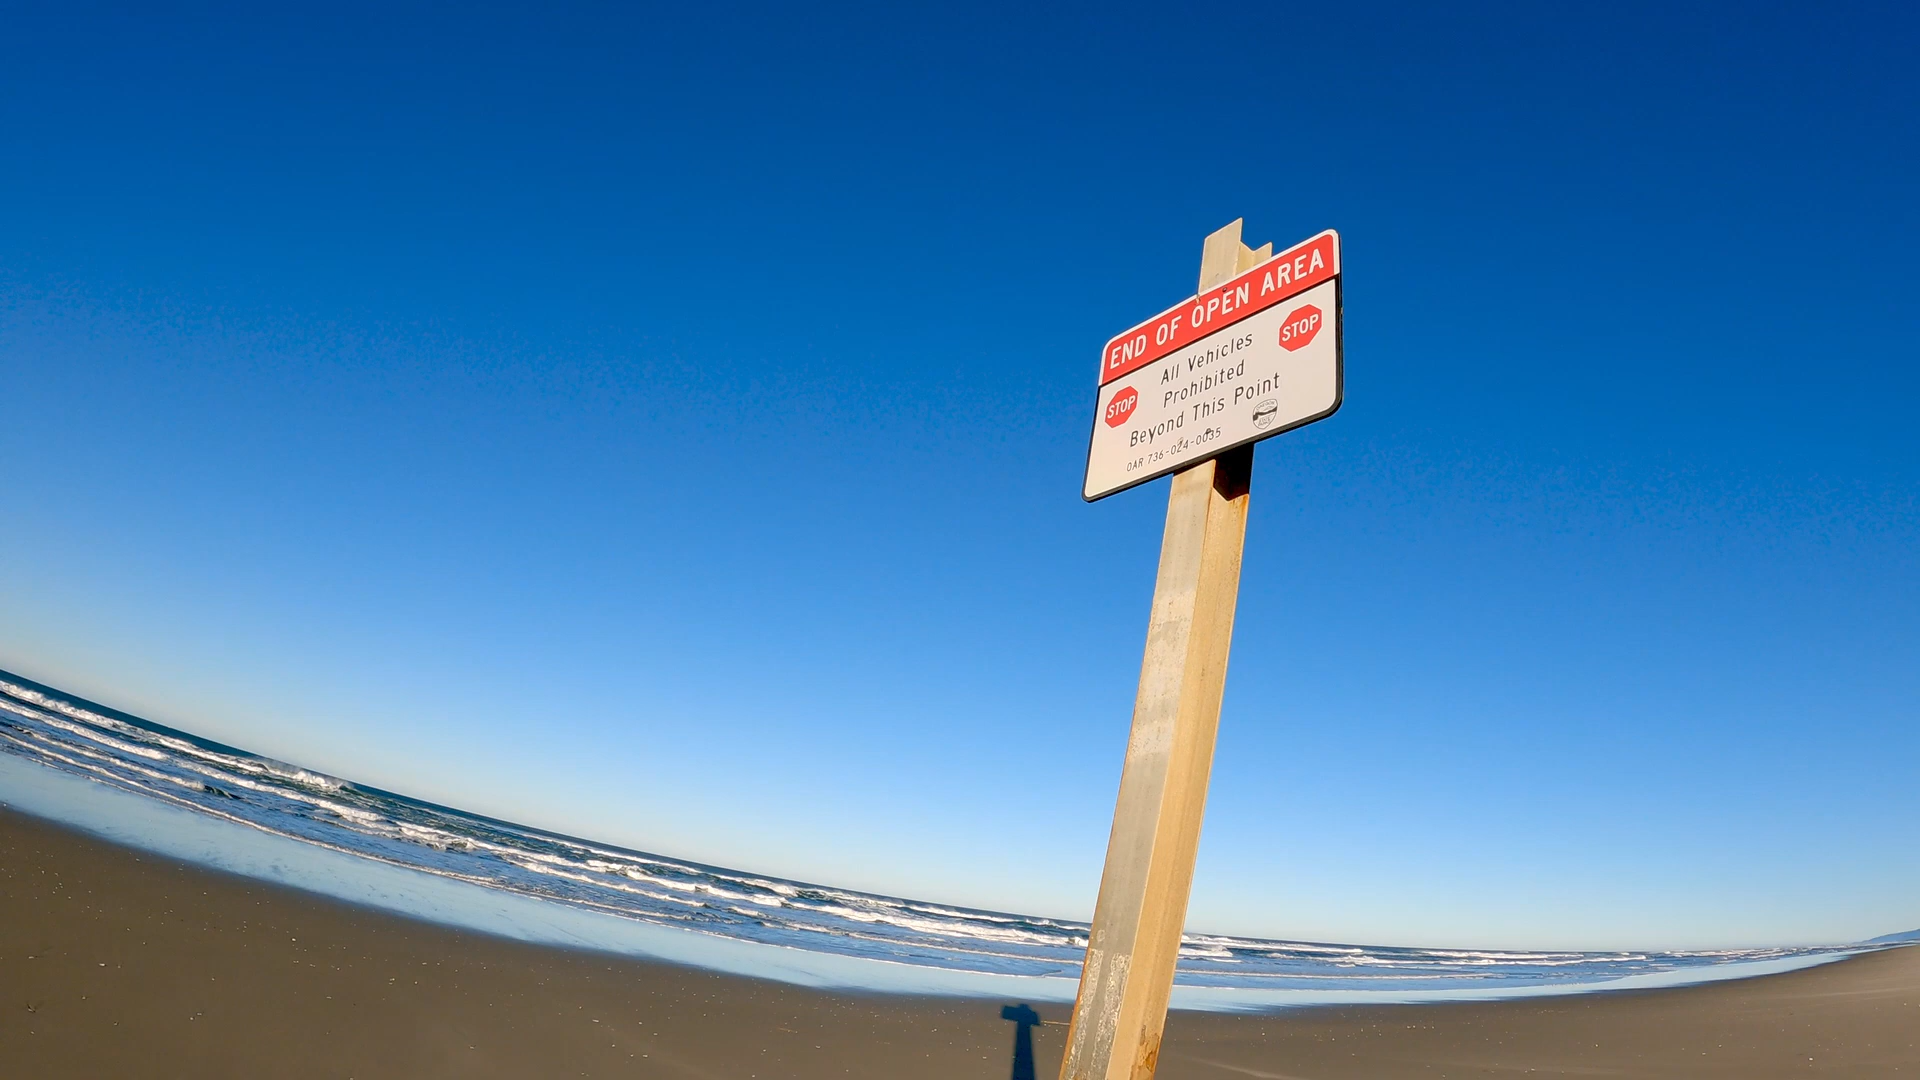 END OF OPEN AREA
STOP
All Vehicles
Prohibited
Beyond This Point
STOP
OAR 736-024-0035